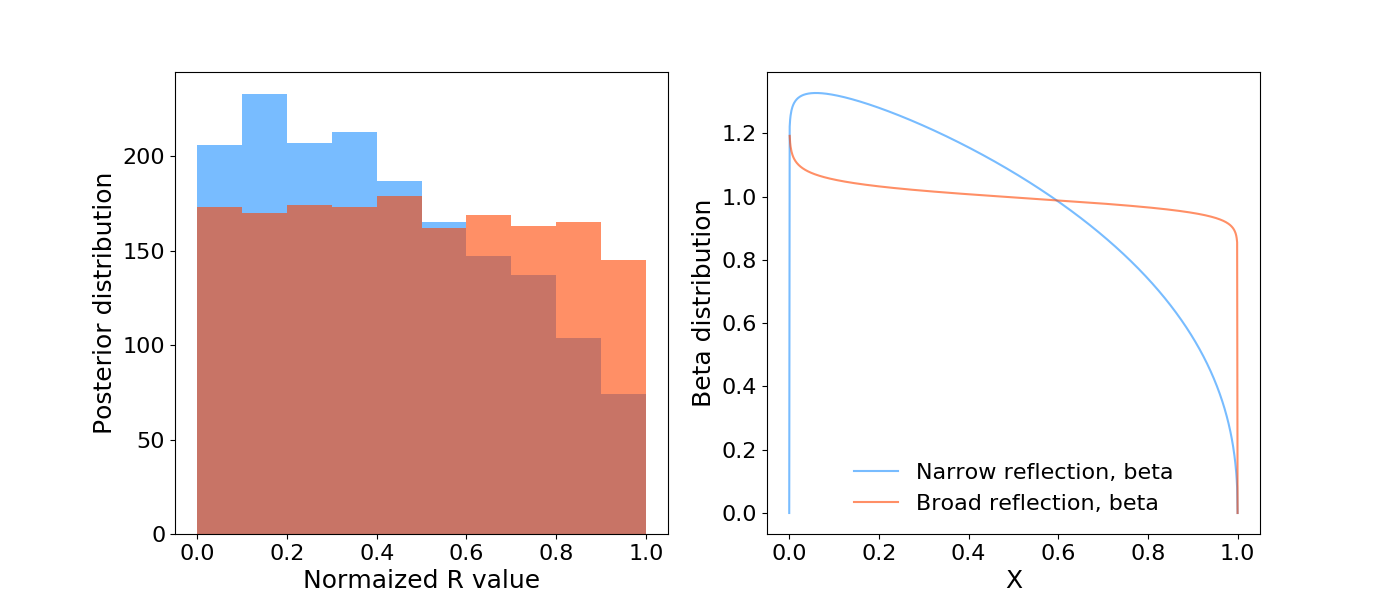 Posterior distribution
200
150
100
50
0
0.0 0.2 0.4 0.6 0.8 1.0
Normaized R value
Beta distribution
1.2
1.0
0.8
0.6
0.4
0.2
0.0
Narrow reflection, beta
Broad reflection, beta
0.0 0.2 0.4 0.6 0.8 1.0
X